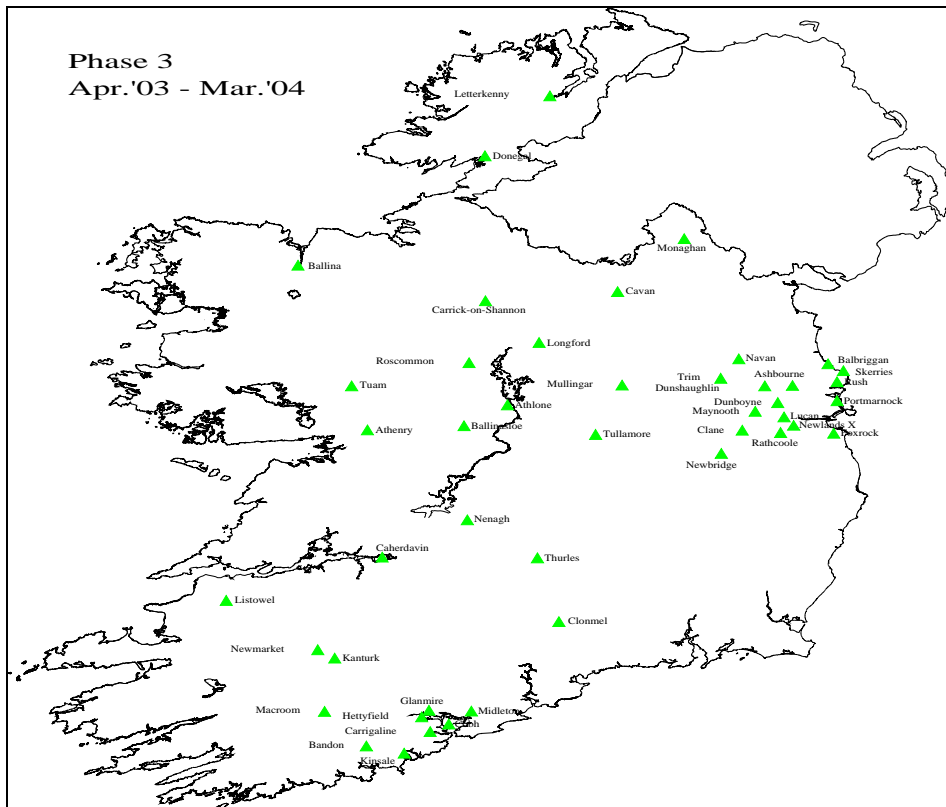 Phase 3
Apr.'03 - Mar.'04
Letterkenny
Donegal
Monaghan
Ballina
Cavan
Carrick-on-Shannon
Longford
Roscommon
Navan
Balbriggan
Skerries
Trim
Ashbourne
Rush
Tuam
Mullingar
Dunshaughlin
Athlone
Dunboyne
Portmarnock
Maynooth
Lucan
Athenry
Ballinasloe
Tullamore
Clane
Newlands X
Rathcoole
Foxrock
Newbridge
Nenagh
Caherdavin
Thurles
Listowel
Clonmel
Newmarket
Kanturk
Glanmire
Macroom
Hettyfield
Midleton
Cobh
Carrigaline
Bandon
Kinsale